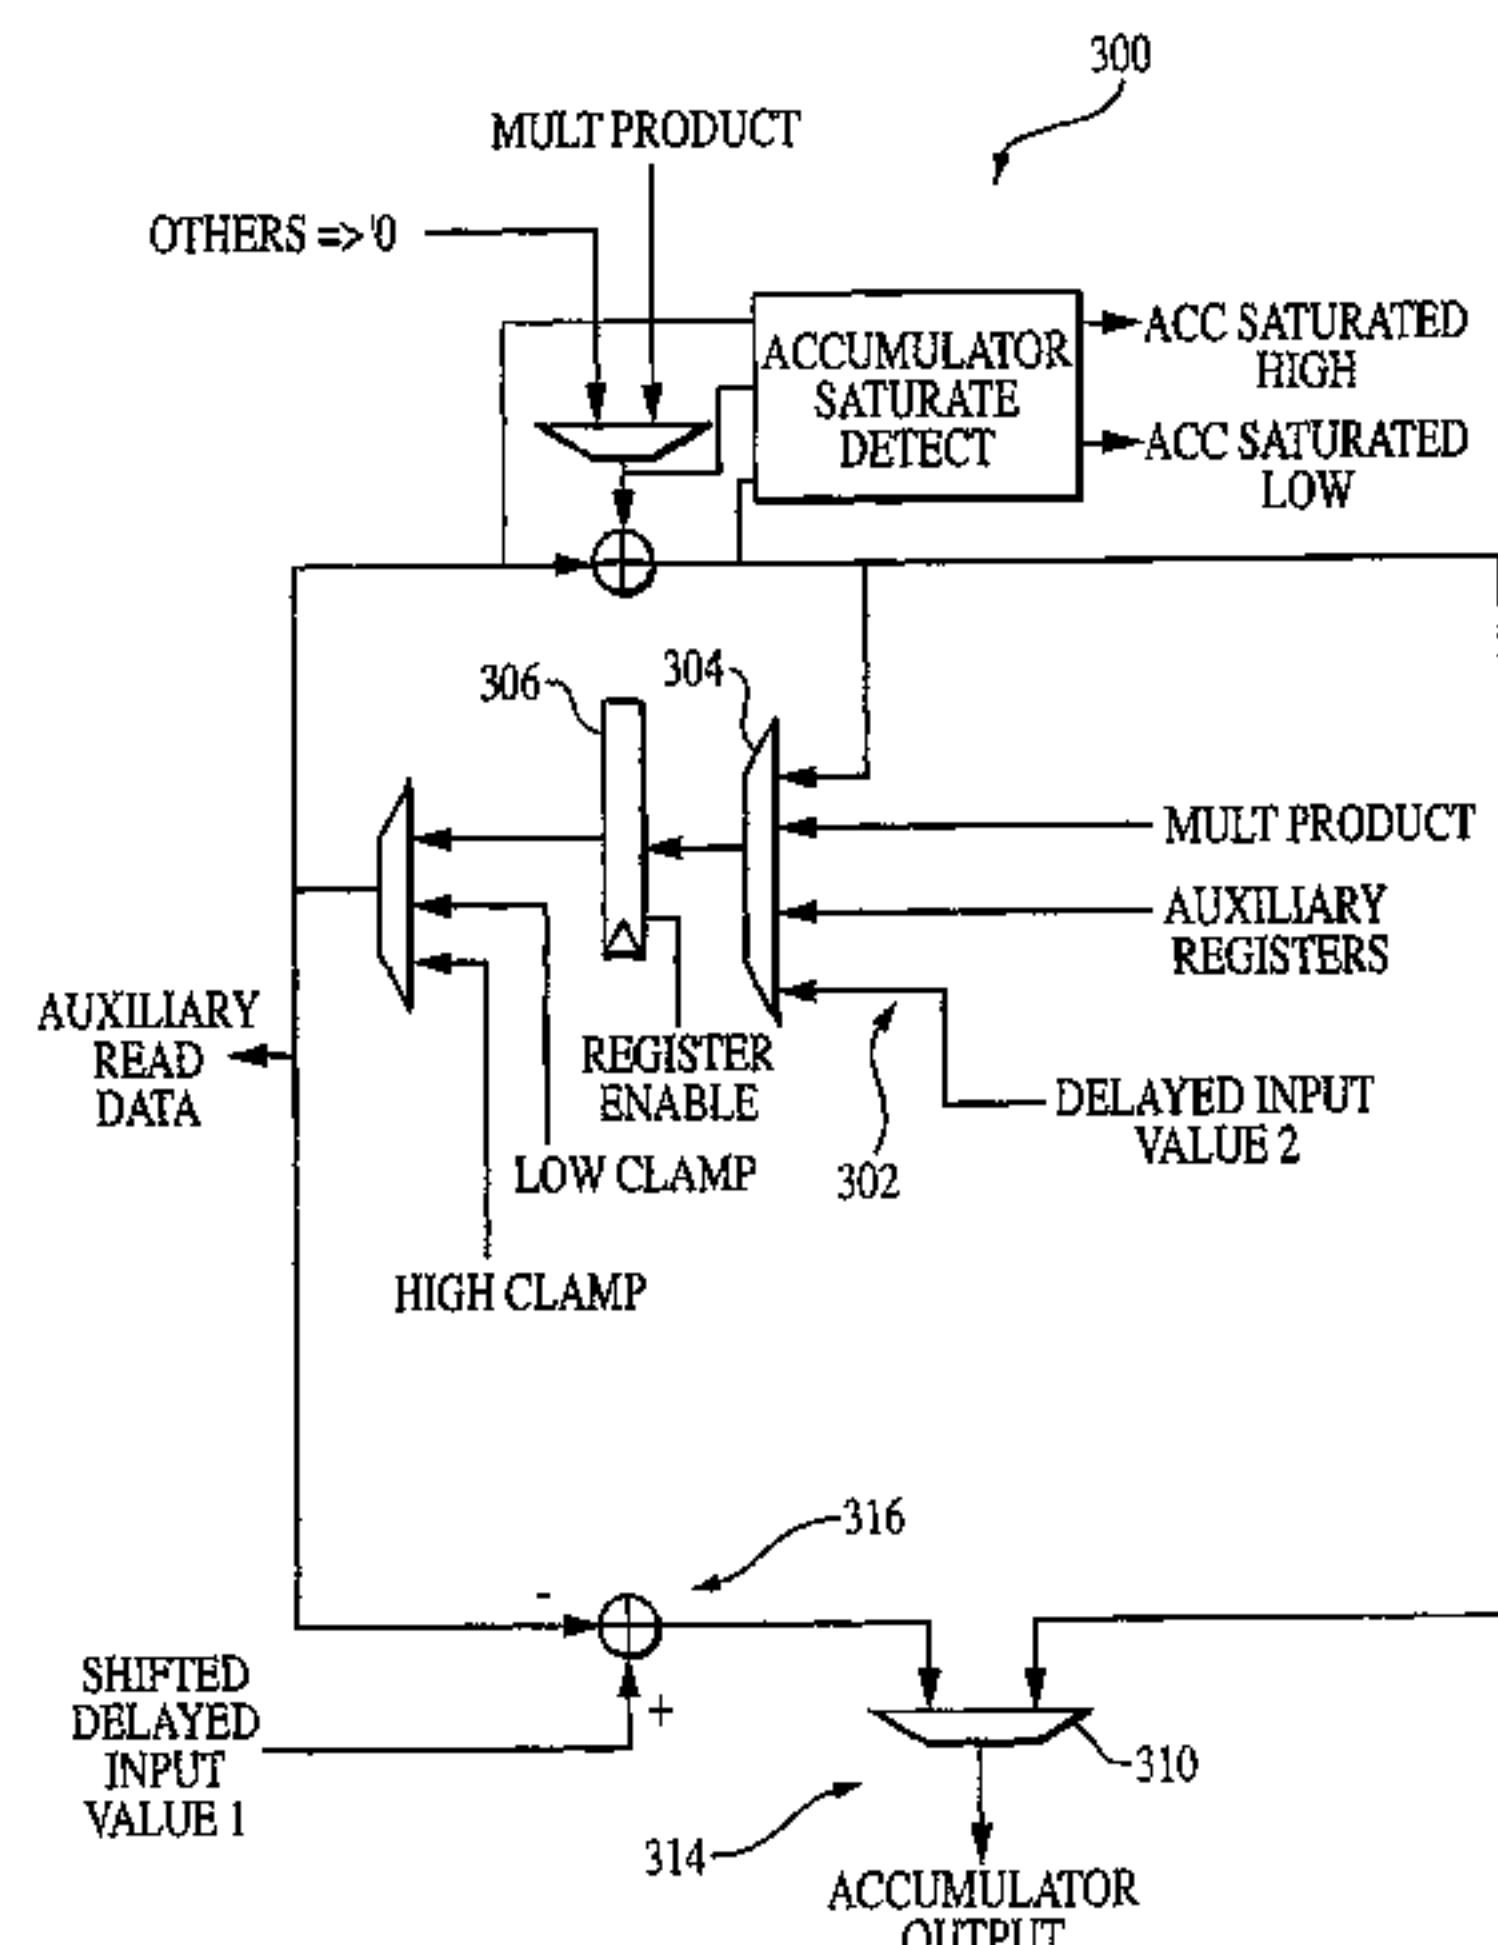 300
MULT PRODUCT
OTHERS => '0
ACCUMULATOR
SATURATE
DETECT
ACC SATURATED
HIGH
ACC SATURATED
LOW
306
304
MULT PRODUCT
AUXILIARY
REGISTERS
AUXILIARY
READ
DATA
REGISTER
ENABLE
DELAYED INPUT
VALUE 2
LOW CLAMP
302
HIGH CLAMP
316
-
SHIFTED
DELAYED
INPUT
VALUE 1
+
310
314
ACCUMULATOR
OUTPUT